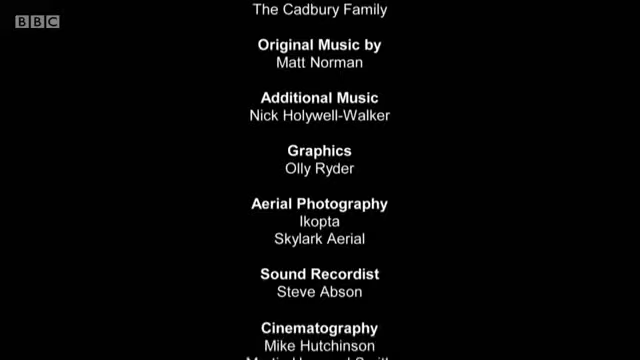 BBC
The Cadbury Family
Original Music by
Matt Norman
Additional Music
Nick Holywell-Walker
Graphics
Olly Ryder
Aerial Photography
Ikopta
Skylark Aerial
Sound Recordist
Steve Abson
Cinematography
Mike Hutchinson